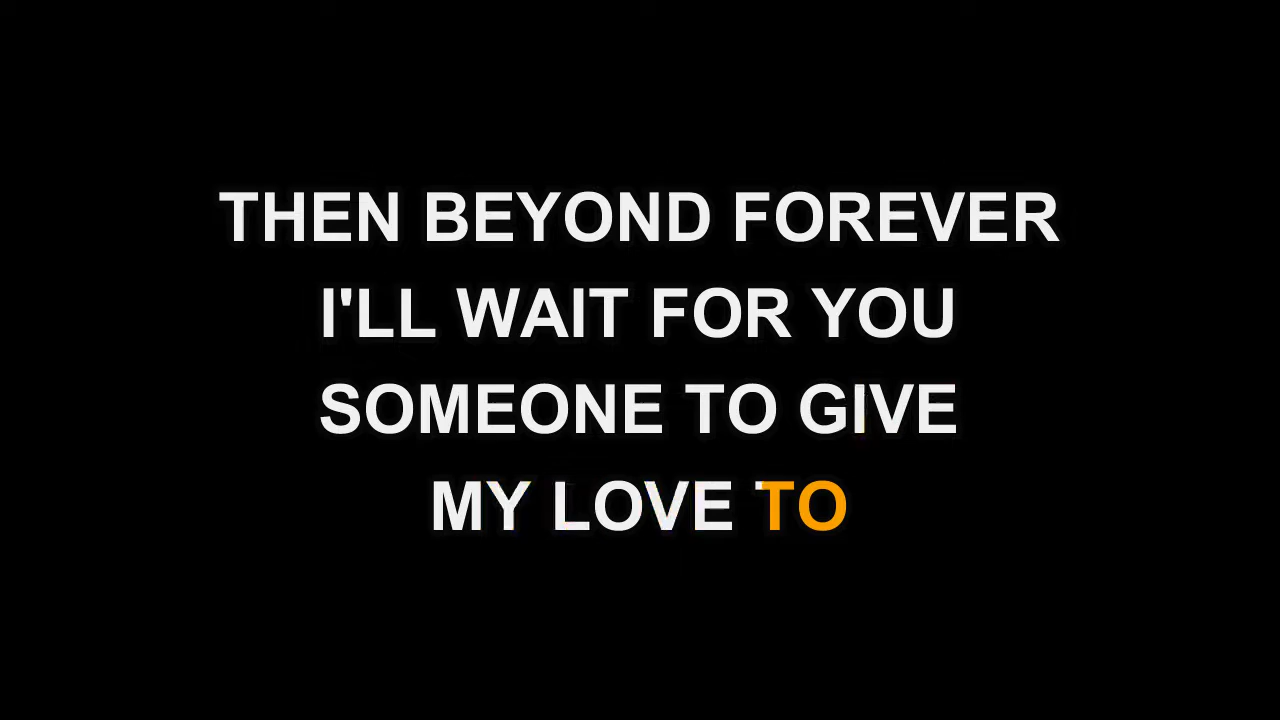 THEN BEYOND FOREVER
I'LL WAIT FOR YOU
SOMEONE TO GIVE
MY LOVE TO